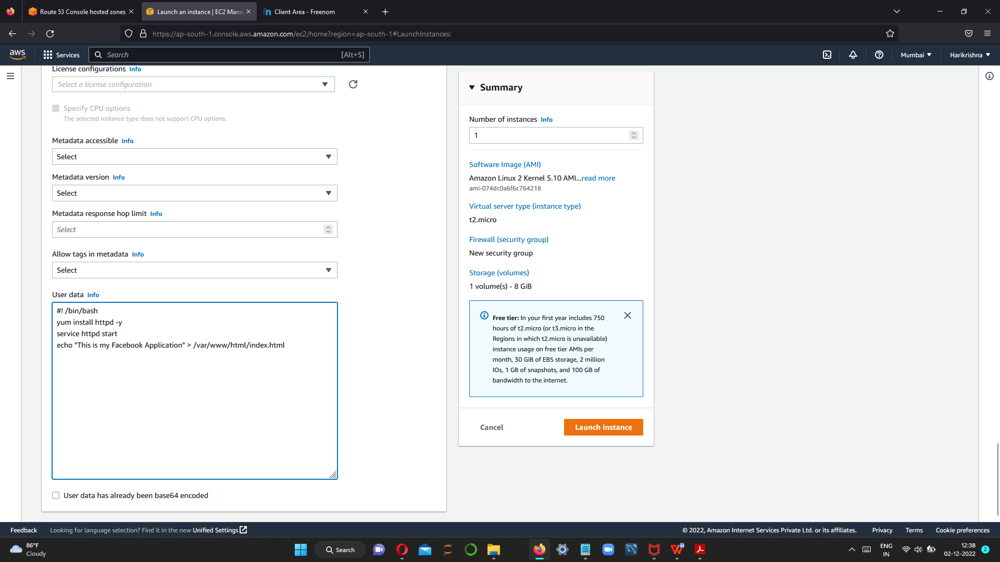 Route 53 Console hosted zones
Launch an instance | EC2 Mana
Client Area - Freenom
https://ap-south-1.console.aws.amazon.com/ec2/home?region=ap-south-1#LaunchInstances:
aws
Services
Search
[Alt+S]
Mumbai
Harikrishna
License configurations Info
Select a license configuration
Specify CPU options
The selected instance type does not support CPU options.
Metadata accessible Info
Select
Metadata version Info
Select
Metadata response hop limit Info
Select
Allow tags in metadata Info
Select
User data Info
#! /bin/bash
yum install httpd -y
service httpd start
echo "This is my Facebook Application" > /var/www/html/index.html
User data has already been base64 encoded
Summary
Number of instances Info
1
Software Image (AMI)
Amazon Linux 2 Kernel 5.10 AMI...read more
ami-074dc0a6f6c764218
Virtual server type (instance type)
t2.micro
Firewall (security group)
New security group
Storage (volumes)
1 volume(s) - 8 GiB
Free tier: In your first year includes 750
hours of t2.micro (or t3.micro in the
Regions in which t2.micro is unavailable)
instance usage on free tier AMIs per
month, 30 GiB of EBS storage, 2 million
IOs, 1 GB of snapshots, and 100 GB of
bandwidth to the internet.
Cancel
Launch instance
Feedback
Looking for language selection? Find it in the new Unified Settings
© 2022, Amazon Internet Services Private Ltd. or its affiliates.
Privacy
Terms
Cookie preferences
86°F
Cloudy
Search
ENG
IN
12:38
02-12-2022
2